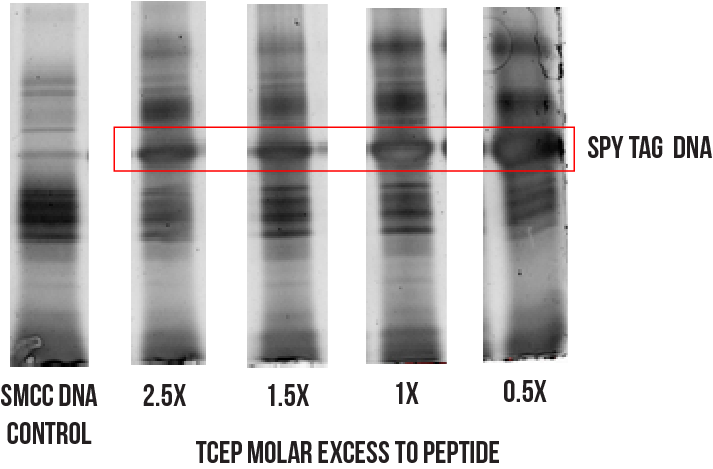 SPY TAG DNA
SMCC DNA
CONTROL
2.5X
1.5X
1X
0.5X
TCEP MOLAR EXCESS TO PEPTIDE